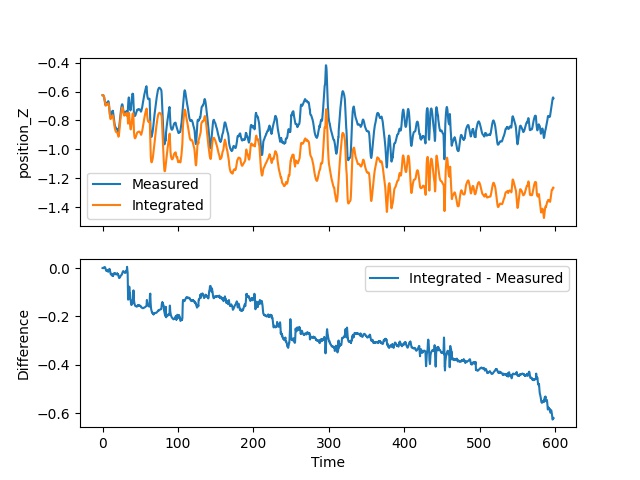 position_Z
−0.4
−0.6
−0.8
−1.0
−1.2
−1.4
Measured
Integrated
Difference
0.0
−0.2
−0.4
−0.6
Integrated - Measured
0 100 200 300 400 500 600
Time